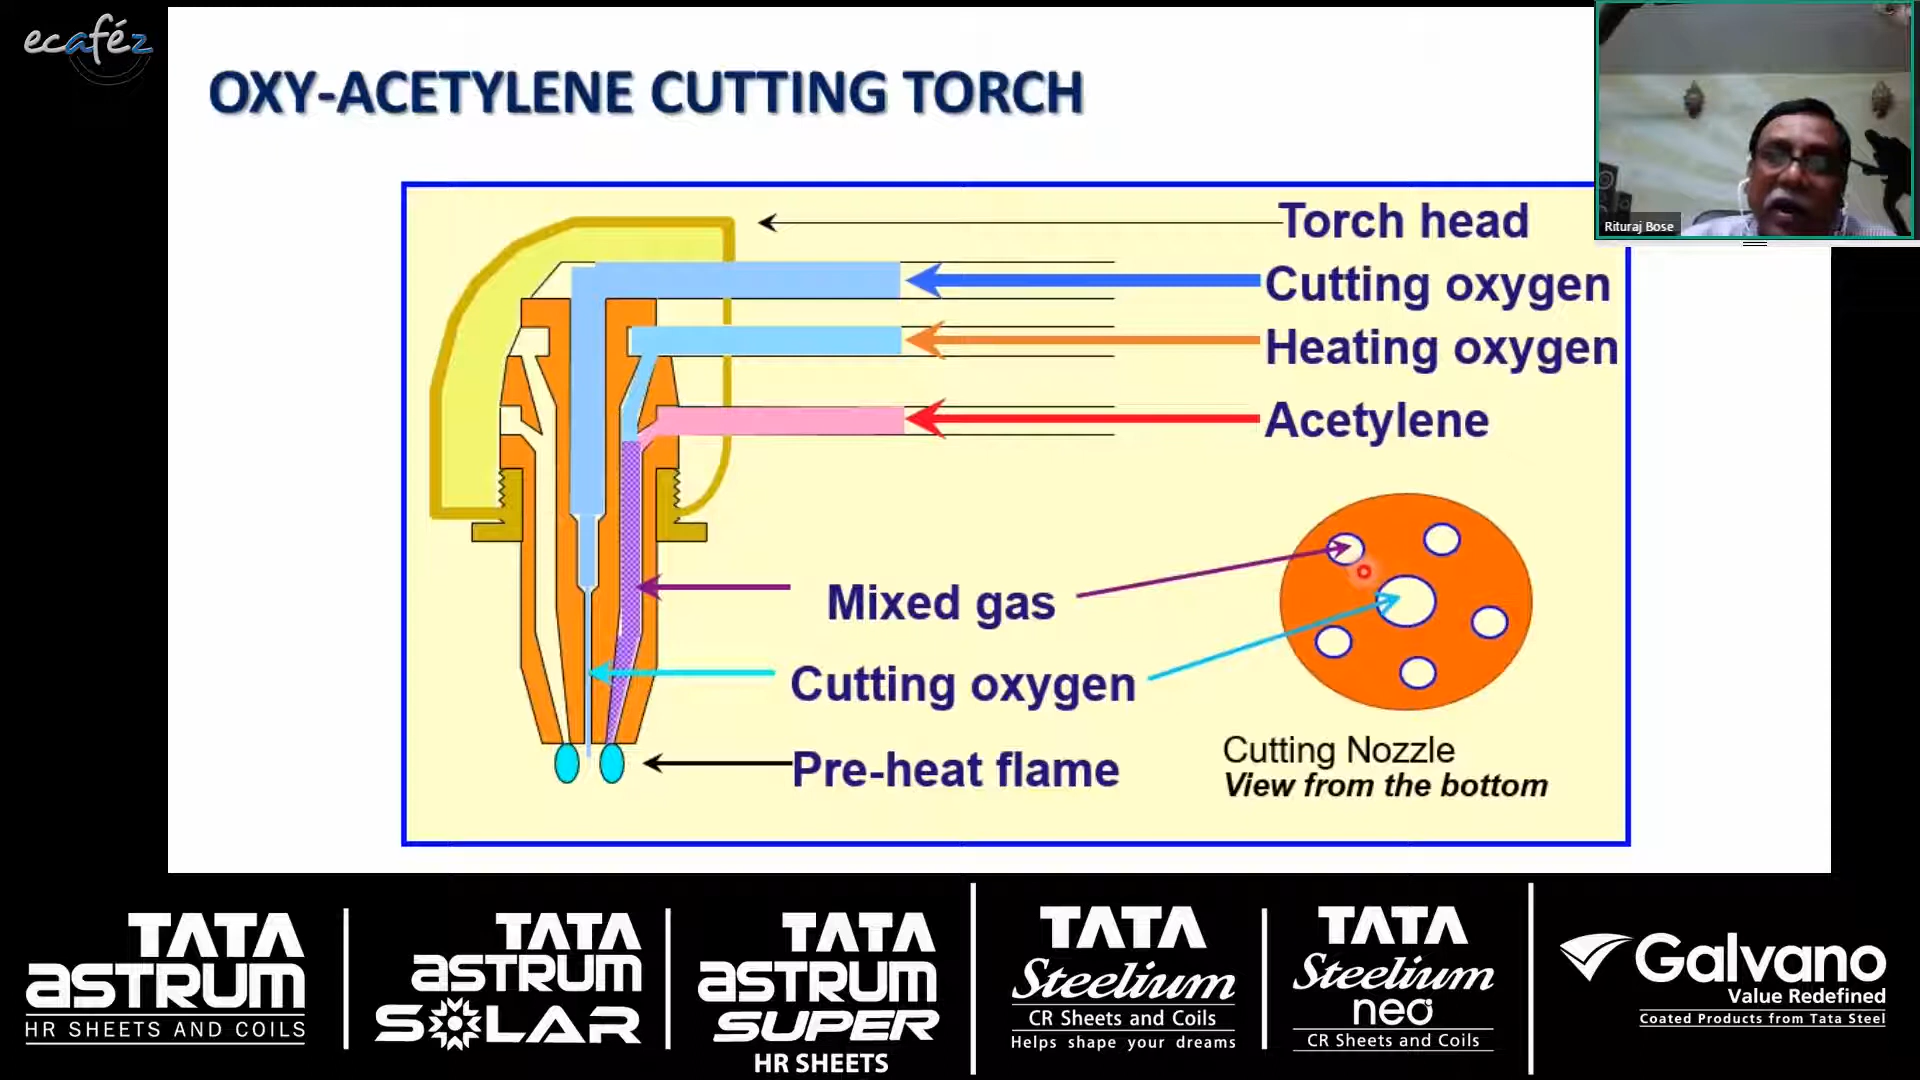 ecaféz
OXY-ACETYLENE CUTTING TORCH
Rituraj Bose
Torch head
Cutting oxygen
Heating oxygen
Acetylene
Mixed gas
Cutting oxygen
Pre-heat flame
Cutting Nozzle
View from the bottom
TATA
ASTRUM
HR SHEETS AND COILS
TATA
ASTRUM
SOLAR
TATA
ASTRUM
SUPER
HR SHEETS
TATA
Steelium
CR Sheets and Coils
Helps shape your dreams
TATA
Steelium
neo
CR Sheets and Coils
Galvano
Value Redefined
Coated Products from Tata Steel